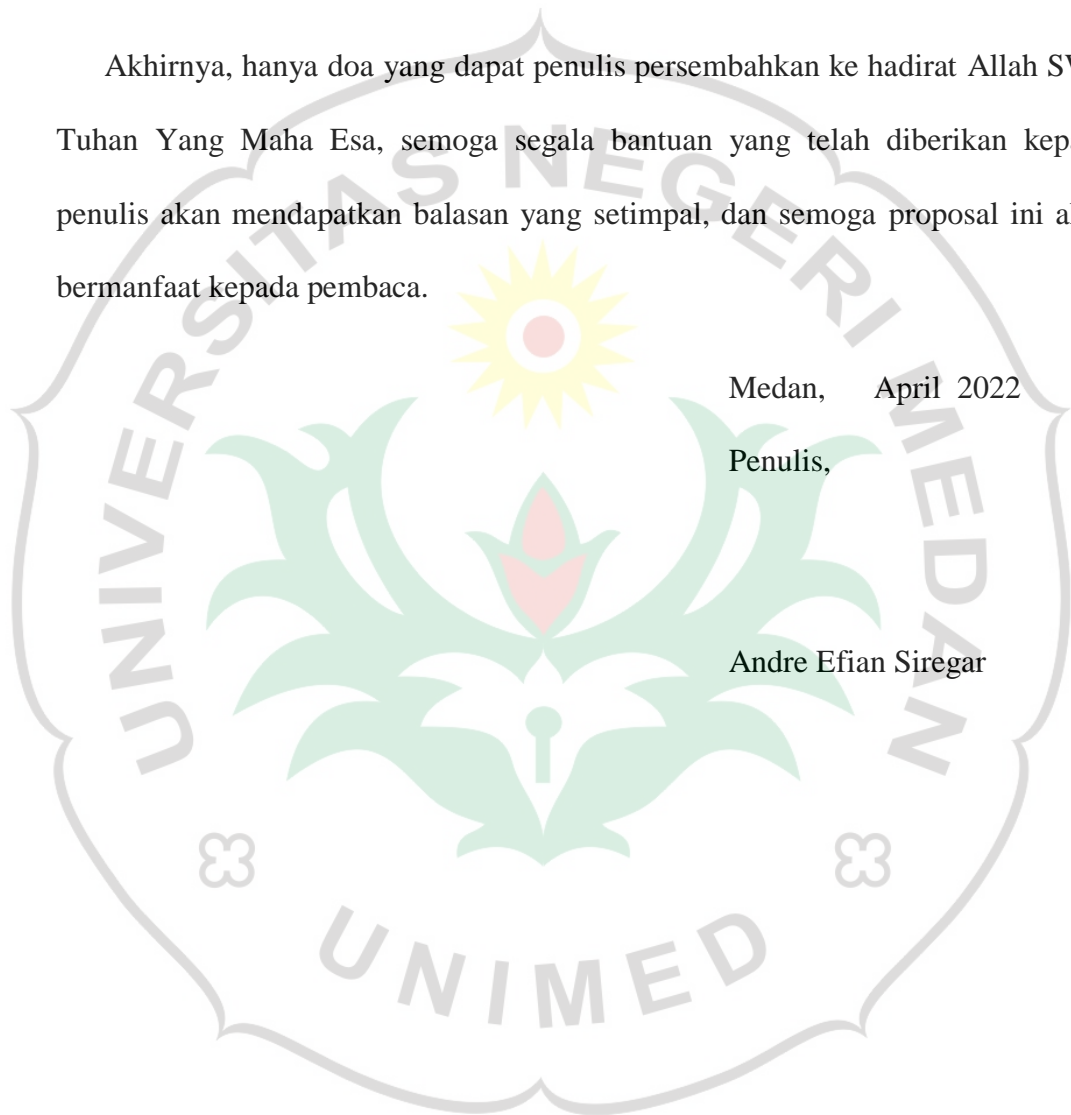 Akhirnya, hanya doa yang dapat penulis persembahkan ke hadirat Allah
Tuhan Yang Maha Esa, semoga segala bantuan yang telah diberikan
penulis akan mendapatkan balasan yang setimpal, dan semoga proposal ini
bermanfaat kepada pembaca.
Medan, April 2022
Penulis,
Andre Efian Siregar
UNIVERSITAS NEGERI MEDAN
UNIMED